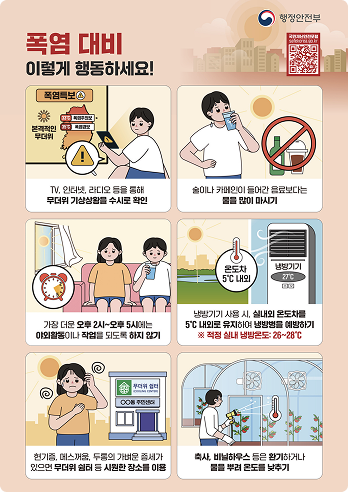 행정안전부
폭염 대비
이렇게 행동하세요!
국민재난안전포털
safekorea.go.kr
폭염특보
본격적인
무더위
폭염주의보
폭염경보
TV, 인터넷, 라디오 등을 통해
무더위 기상상황을 수시로 확인
술이나 카페인이 들어간 음료보다는
물을 많이 마시기
가장 더운 오후 2시~오후 5시에는
야외활동이나 작업을 되도록 하지 않기
온도차
5℃ 내외
냉방기기
27℃
냉방기기 사용 시, 실내외 온도차를
5℃ 내외로 유지하여 냉방병을 예방하기
※ 적정 실내 냉방온도: 26~28℃
무더위 쉼터
○○동 주민센터
현기증, 메스꺼움, 두통의 가벼운 증세가
있으면 무더위 쉼터 등 시원한 장소를 이용
축사, 비닐하우스 등은 환기하거나
물을 뿌려 온도를 낮추기